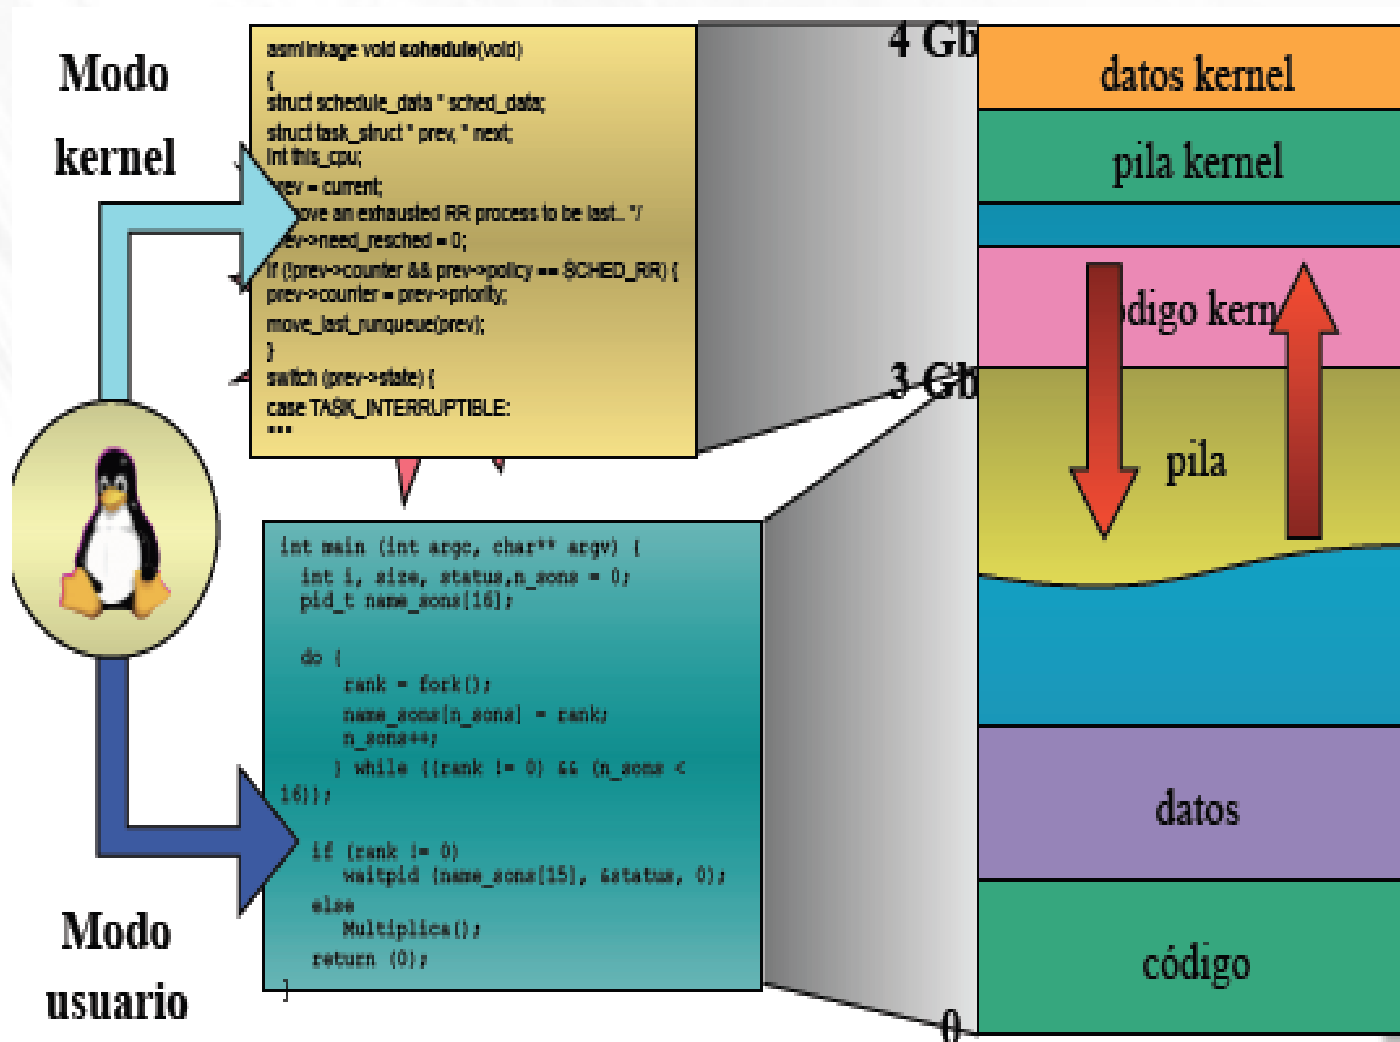 Modo
kernel
asmlinkage void schedule(void)
{
struct schedule_data * sched_data;
struct task_struct * prev, * next;
int this_cpu;
prev = current;
move an exhausted RR process to be last.. */
prev->need_resched = 0;
if (!prev->counter && prev->policy == SCHED_RR) {
prev->counter = prev->priority;
move_last_runqueue(prev);
}
switch (prev->state) {
case TASK_INTERRUPTIBLE:
•••
int main (int argc, char** argv) {
int i, size, status,n_sons = 0;
pid_t name_sons[16];
do {
rank = fork();
name_sons[n_sons] = rank;
n_sons++;
} while ((rank != 0) && (n_sons <
16));
if (rank != 0)
waitpid (name_sons[15], &status, 0);
else
Multiplica();
return (0);
}
Modo
usuario
4 Gb
3 Gb
0
datos kernel
pila kernel
código kernel
pila
datos
código